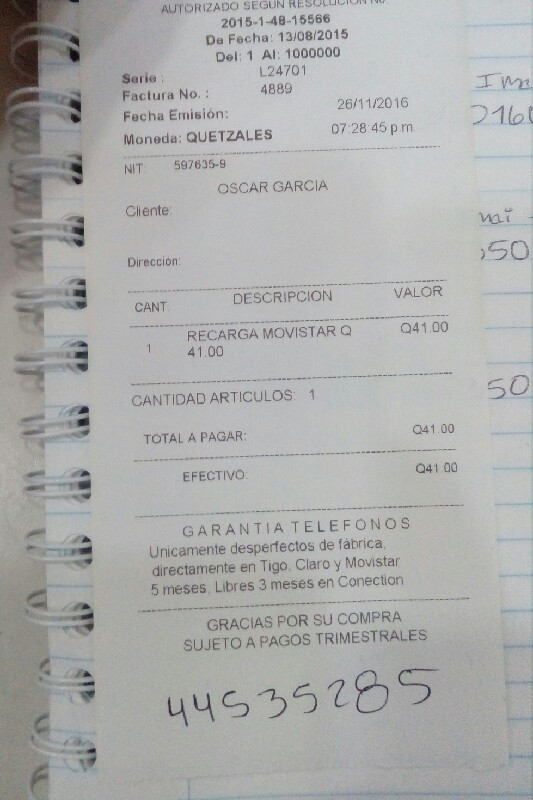 AUTORIZADO SEGUN RESOLUCION No.
2015-1-48-15566
De Fecha: 13/08/2015
Del: 1 Al: 1000000
Serie : L24701
Factura No. : 4889
Fecha Emisión: 26/11/2016
Moneda: QUETZALES 07:28:45 p.m.
NIT: 597635-9
OSCAR GARCIA
Cliente:
Dirección:
CANT. DESCRIPCION VALOR
1 RECARGA MOVISTAR Q Q41.00
41.00
CANTIDAD ARTICULOS: 1
TOTAL A PAGAR: Q41.00
EFECTIVO: Q41.00
GARANTIA TELEFONOS
Unicamente desperfectos de fábrica,
directamente en Tigo, Claro y Movistar
5 meses, Libres 3 meses en Conection
GRACIAS POR SU COMPRA
SUJETO A PAGOS TRIMESTRALES
44535285
50
50